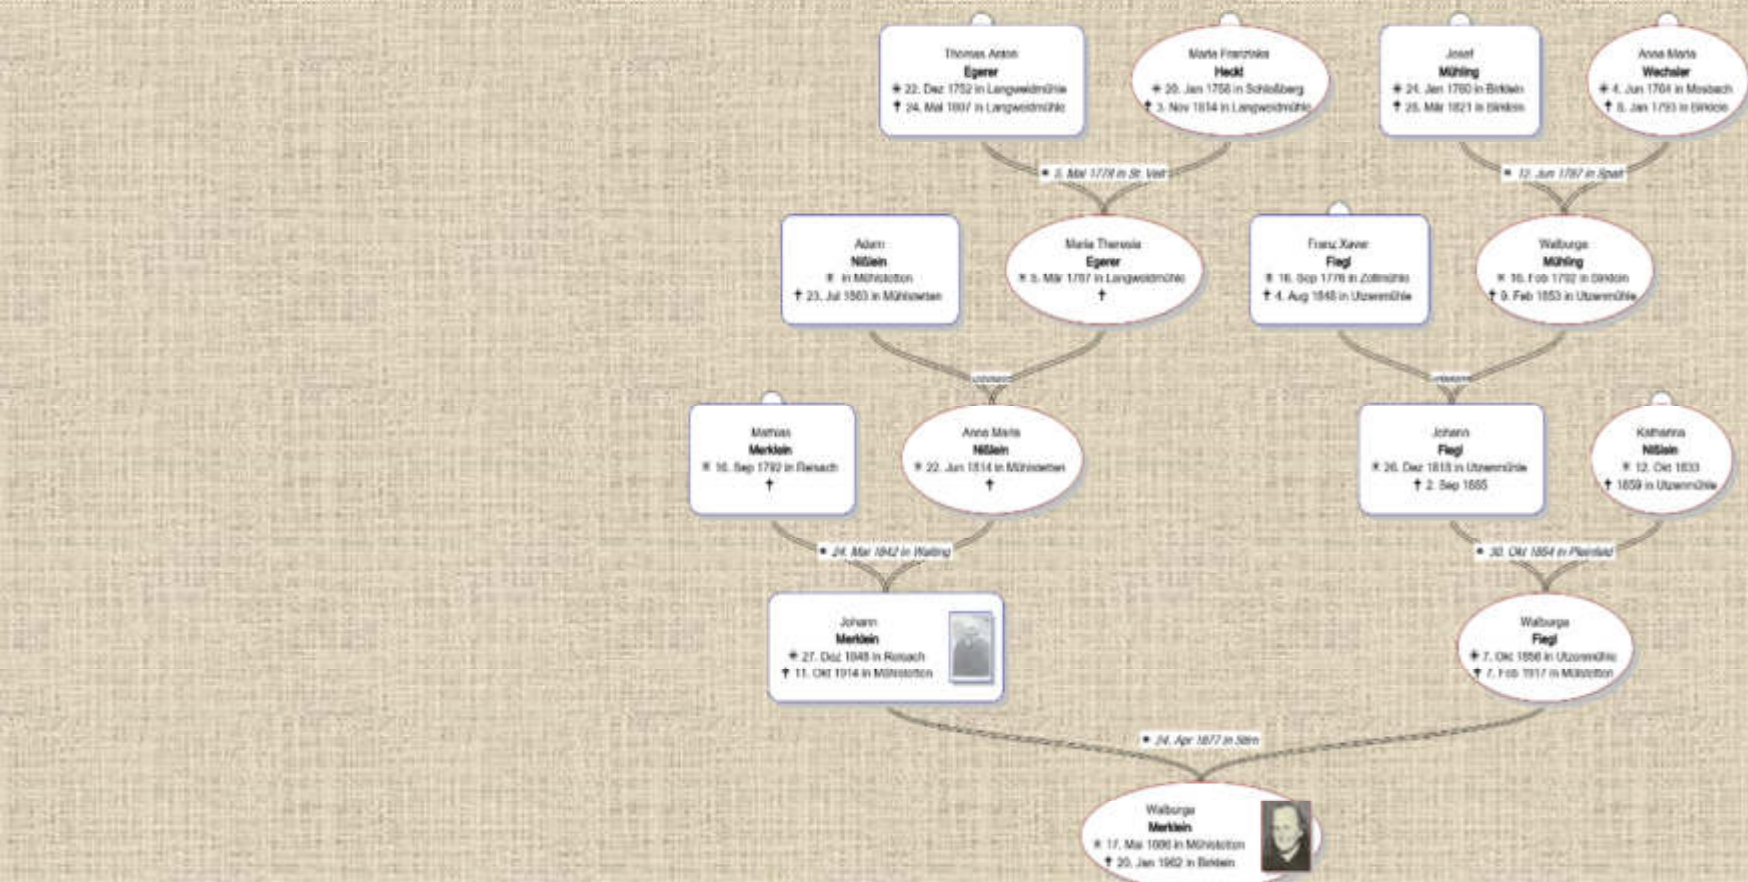 Thomas Anton
Egerer
✴ 22. Dez 1752 in Langweidmühle
✝ 24. Mai 1807 in Langweidmühle
Maria Franziska
Heckl
✴ 20. Jan 1758 in Schloßberg
✝ 3. Nov 1814 in Langweidmühle
Josef
Mühling
✴ 24. Jan 1760 in Birklein
✝ 28. Mär 1821 in Birklein
Anna Maria
Wechsler
✴ 4. Jun 1764 in Mosbach
✝ 8. Jan 1793 in Birklein
⚭ 5. Mai 1778 in St. Veit
⚭ 12. Jun 1787 in Spalt
Adam
Nißlein
✴ in Mühlstetten
✝ 23. Jul 1863 in Mühlstetten
Maria Theresia
Egerer
✴ 5. Mär 1787 in Langweidmühle
✝
Franz Xaver
Fiegl
✴ 16. Sep 1776 in Zollmühle
✝ 4. Aug 1848 in Utzenmühle
Walburga
Mühling
✴ 16. Feb 1792 in Birklein
✝ 9. Feb 1853 in Utzenmühle
Mathias
Merklein
✴ 16. Sep 1792 in Reisach
✝
Anna Maria
Nißlein
✴ 22. Jun 1814 in Mühlstetten
✝
Johann
Fiegl
✴ 26. Dez 1818 in Utzenmühle
✝ 2. Sep 1885
Katharina
Nißlein
✴ 12. Okt 1833
✝ 1859 in Utzenmühle
⚭ 24. Mai 1842 in Walting
⚭ 30. Okt 1854 in Pleinfeld
Johann
Merklein
✴ 27. Dez 1848 in Reisach
✝ 11. Okt 1914 in Mühlstetten
Walburga
Fiegl
✴ 7. Okt 1856 in Utzenmühle
✝ 7. Feb 1917 in Mülstetten
⚭ 24. Apr 1877 in Stirn
Walburga
Merklein
✴ 17. Mai 1886 in Mühlstetten
✝ 20. Jan 1962 in Birklein